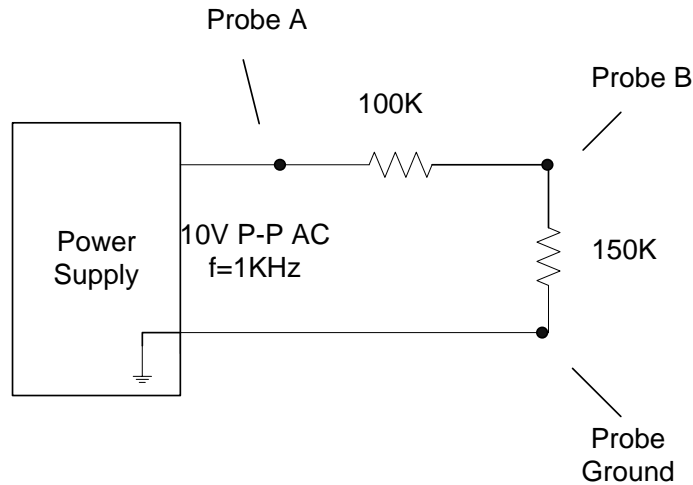 Probe A
Probe B
100K
Power
Supply
10V P-P AC
f=1KHz
150K
Probe
Ground